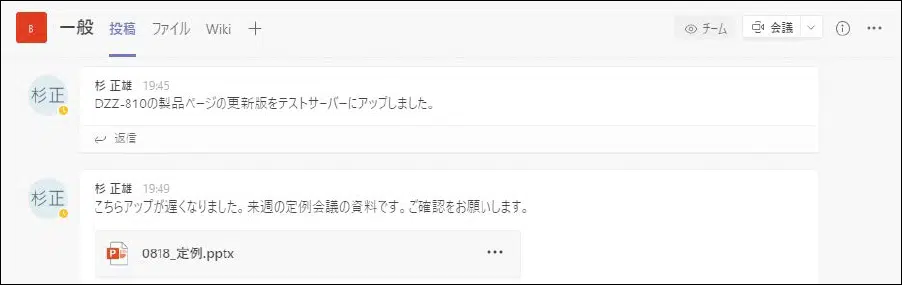 B 一般 投稿 ファイル Wiki チーム 会議
杉正 杉 正雄 19:45
DZZ-810の製品ページの更新版をテストサーバーにアップしました。
返信
杉正 杉 正雄 19:49
こちらアップが遅くなりました。来週の定例会議の資料です。ご確認をお願いします。
0818_定例.pptx